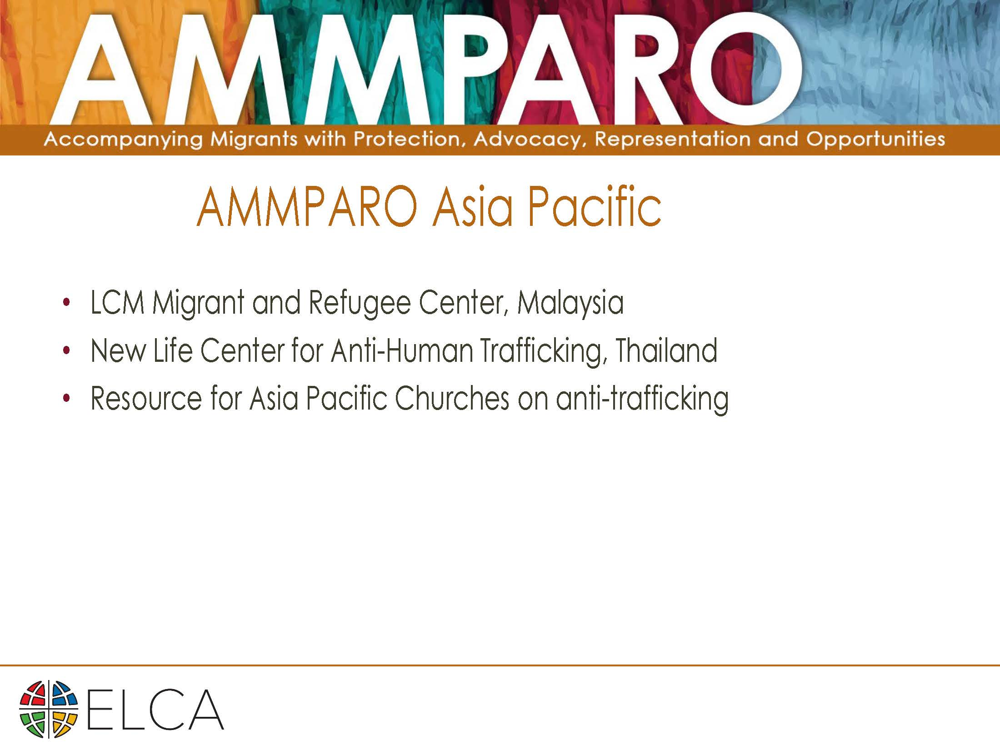 AMMPARO
Accompanying Migrants with Protection, Advocacy, Representation and Opportunities
AMMPARO Asia Pacific
• LCM Migrant and Refugee Center, Malaysia
• New Life Center for Anti-Human Trafficking, Thailand
• Resource for Asia Pacific Churches on anti-trafficking
ELCA